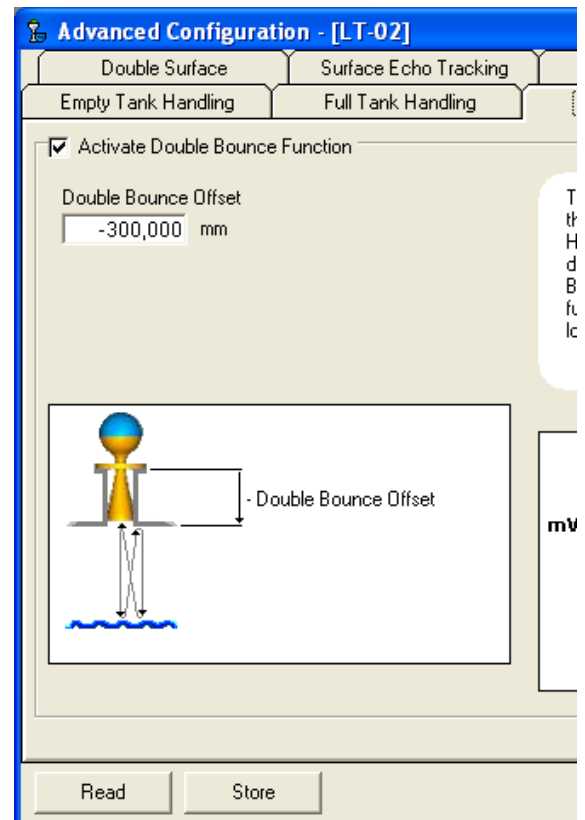 Advanced Configuration - [LT-02]
Double Surface
Surface Echo Tracking
Empty Tank Handling
Full Tank Handling
Activate Double Bounce Function
Double Bounce Offset
-300,000 mm
- Double Bounce Offset
Read
Store